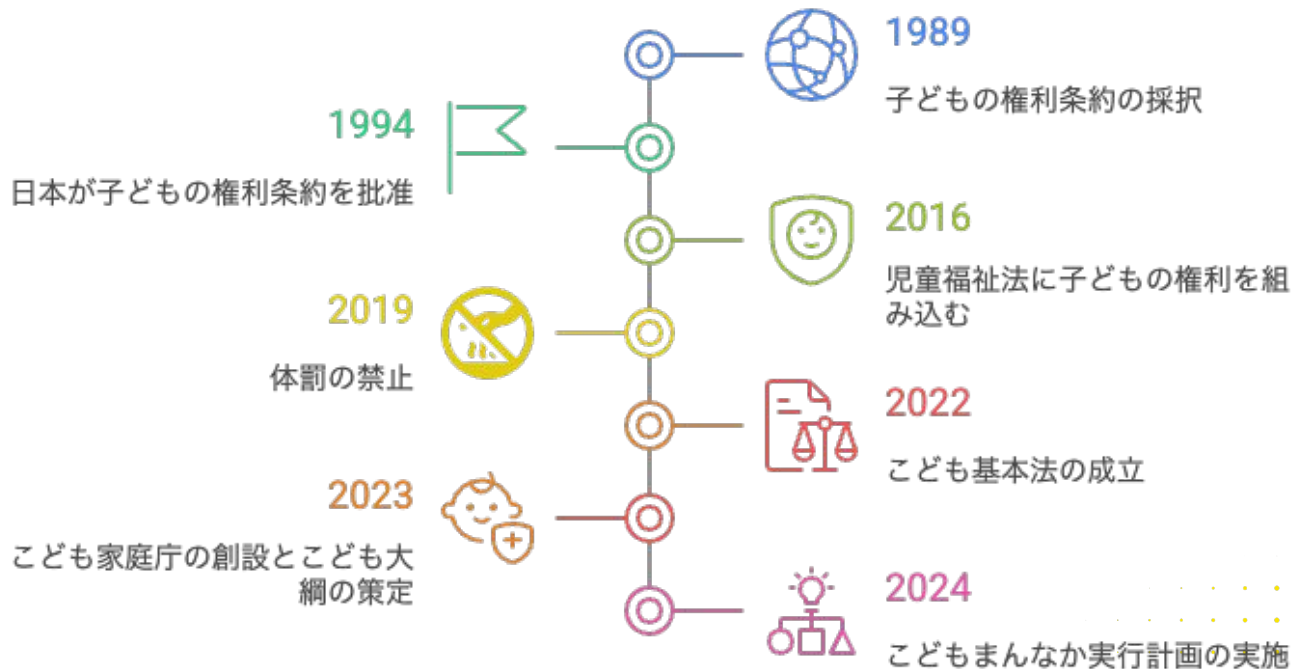 1989
子どもの権利条約の採択
1994
日本が子どもの権利条約を批准
2016
児童福祉法に子どもの権利を組
み込む
2019
体罰の禁止
2022
こども基本法の成立
2023
こども家庭庁の創設とこども大
綱の策定
2024
こどもまんなか実行計画の実施